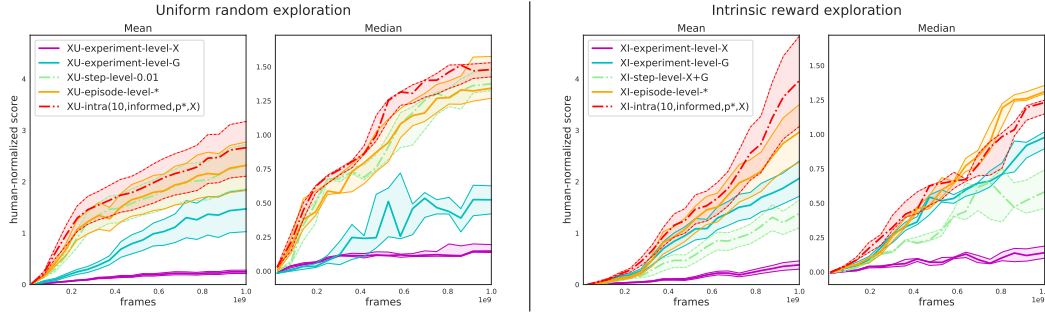 Uniform random exploration
Mean
Median
human-normalized score
4
3
2
1
0
XU-experiment-level-X
XU-experiment-level-G
XU-step-level-0.01
XU-episode-level-*
XU-intra(10,informed,p*,X)
0.2
0.4
0.6
0.8
1.0
1e9
frames
1.50
1.25
1.00
0.75
0.50
0.25
0.00
0.2
0.4
0.6
0.8
1.0
1e9
frames
Intrinsic reward exploration
Mean
Median
human-normalized score
4
3
2
1
0
XI-experiment-level-X
XI-experiment-level-G
XI-step-level-X+G
XI-episode-level-*
XI-intra(10,informed,p*,X)
0.2
0.4
0.6
0.8
1.0
1e9
frames
1.50
1.25
1.00
0.75
0.50
0.25
0.00
0.2
0.4
0.6
0.8
1.0
1e9
frames